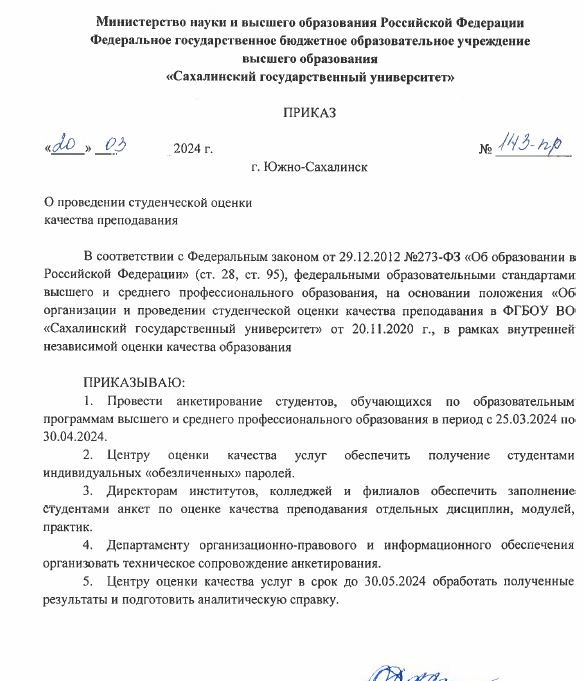 Министерство науки и высшего образования Российской Федерации
Федеральное государственное бюджетное образовательное учреждение
высшего образования
«Сахалинский государственный университет»
ПРИКАЗ
«20» 03 2024 г. № 143-пр
г. Южно-Сахалинск
О проведении студенческой оценки
качества преподавания
В соответствии с Федеральным законом от 29.12.2012 №273-ФЗ «Об образовании в
Российской Федерации» (ст. 28, ст. 95), федеральными образовательными стандартами
высшего и среднего профессионального образования, на основании положения «Об
организации и проведении студенческой оценки качества преподавания в ФГБОУ ВО
«Сахалинский государственный университет» от 20.11.2020 г., в рамках внутренней
независимой оценки качества образования
ПРИКАЗЫВАЮ:
1. Провести анкетирование студентов, обучающихся по образовательным
программам высшего и среднего профессионального образования в период с 25.03.2024 по
30.04.2024.
2. Центру оценки качества услуг обеспечить получение студентами
индивидуальных «обезличенных» паролей.
3. Директорам институтов, колледжей и филиалов обеспечить заполнение
студентами анкет по оценке качества преподавания отдельных дисциплин, модулей,
практик.
4. Департаменту организационно-правового и информационного обеспечения
организовать техническое сопровождение анкетирования.
5. Центру оценки качества услуг в срок до 30.05.2024 обработать полученные
результаты и подготовить аналитическую справку.